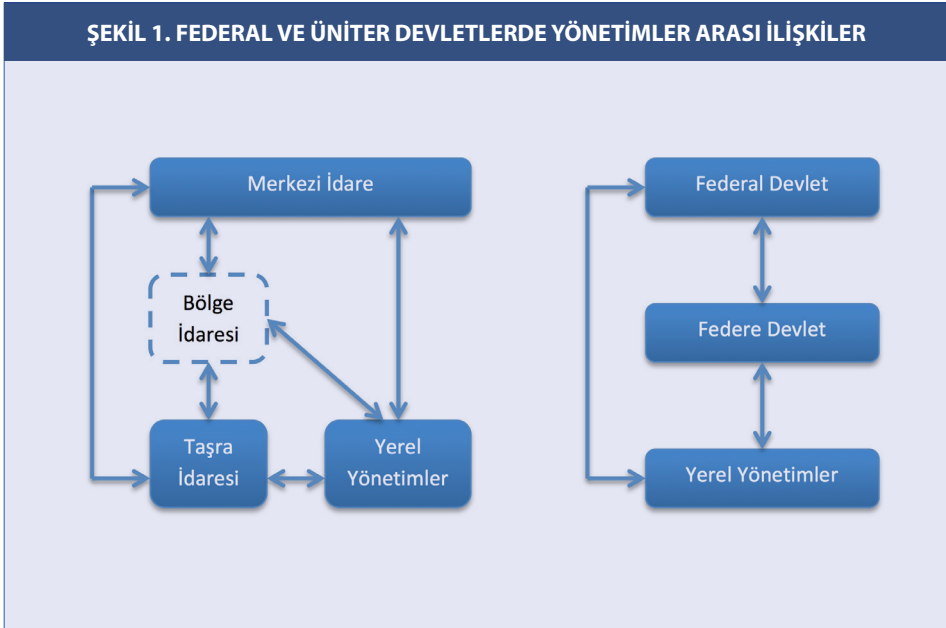 ŞEKİL 1. FEDERAL VE ÜNİTER DEVLETLERDE YÖNETİMLER ARASI İLİŞKİLER
Merkezi İdare
Bölge
İdaresi
Taşra
İdaresi
Yerel
Yönetimler
Federal Devlet
Federe Devlet
Yerel Yönetimler